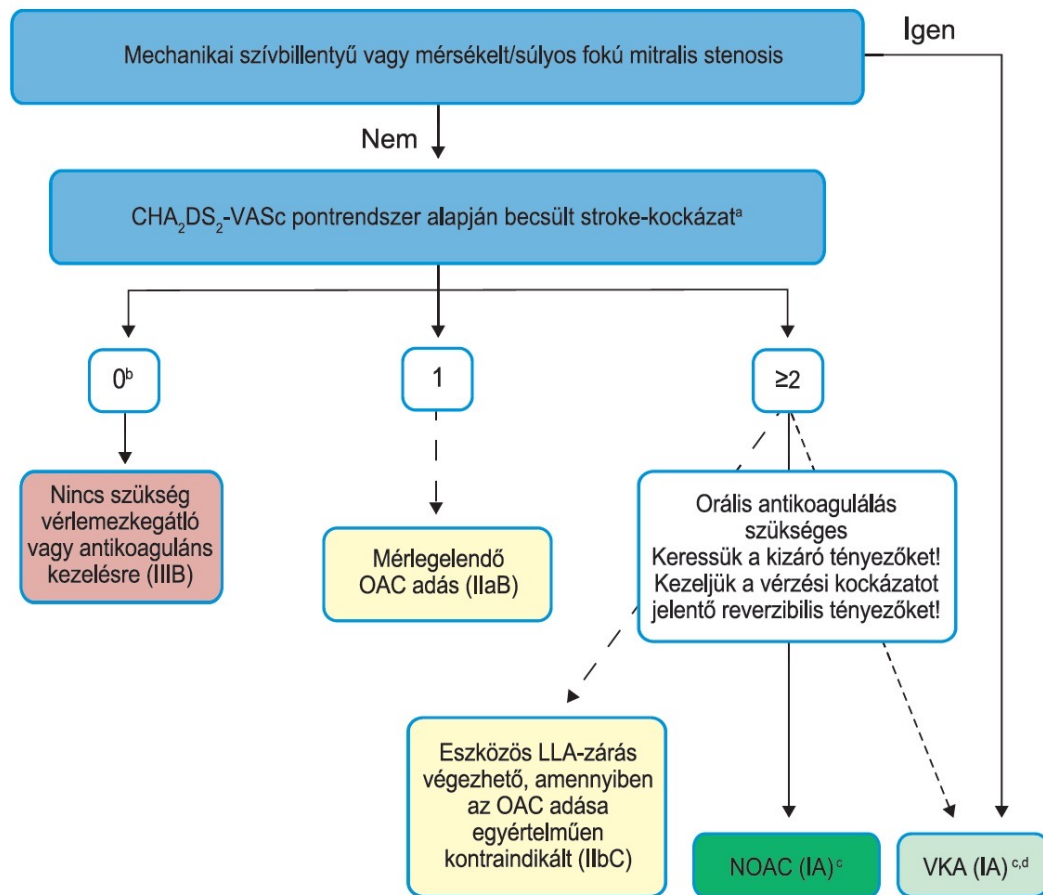 Igen
Mechanikai szívbillentyű vagy mérsékelt/súlyos fokú mitralis stenosis
Nem
CHA₂DS₂-VASc pontrendszer alapján becsült stroke-kockázatᵃ
0ᵇ
1
≥2
Nincs szükség
vérlemezkegátló
vagy antikoaguláns
kezelésre (IIIB)
Mérlegelendő
OAC adás (IIaB)
Orális antikoagulálás
szükséges
Keressük a kizáró tényezőket!
Kezeljük a vérzési kockázatot
jelentő reverzibilis tényezőket!
Eszközös LLA-zárás
végezhető, amennyiben
az OAC adása
egyértelműen
kontraindikált (IIbC)
NOAC (IA)ᶜ
VKA (IA)ᶜ,ᵈ